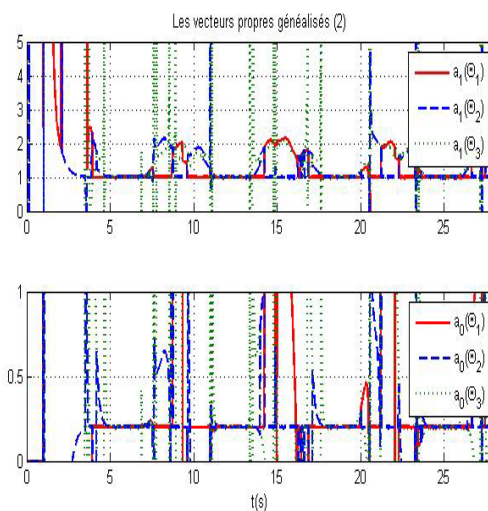 Les vecteurs propres généalisés (2)
5
4
3
2
1
0
0
5
10
15
20
25
a1(Θ1)
a1(Θ2)
a1(Θ3)
1
0.5
0
0
5
10
15
20
25
a0(Θ1)
a0(Θ2)
a0(Θ3)
t(s)